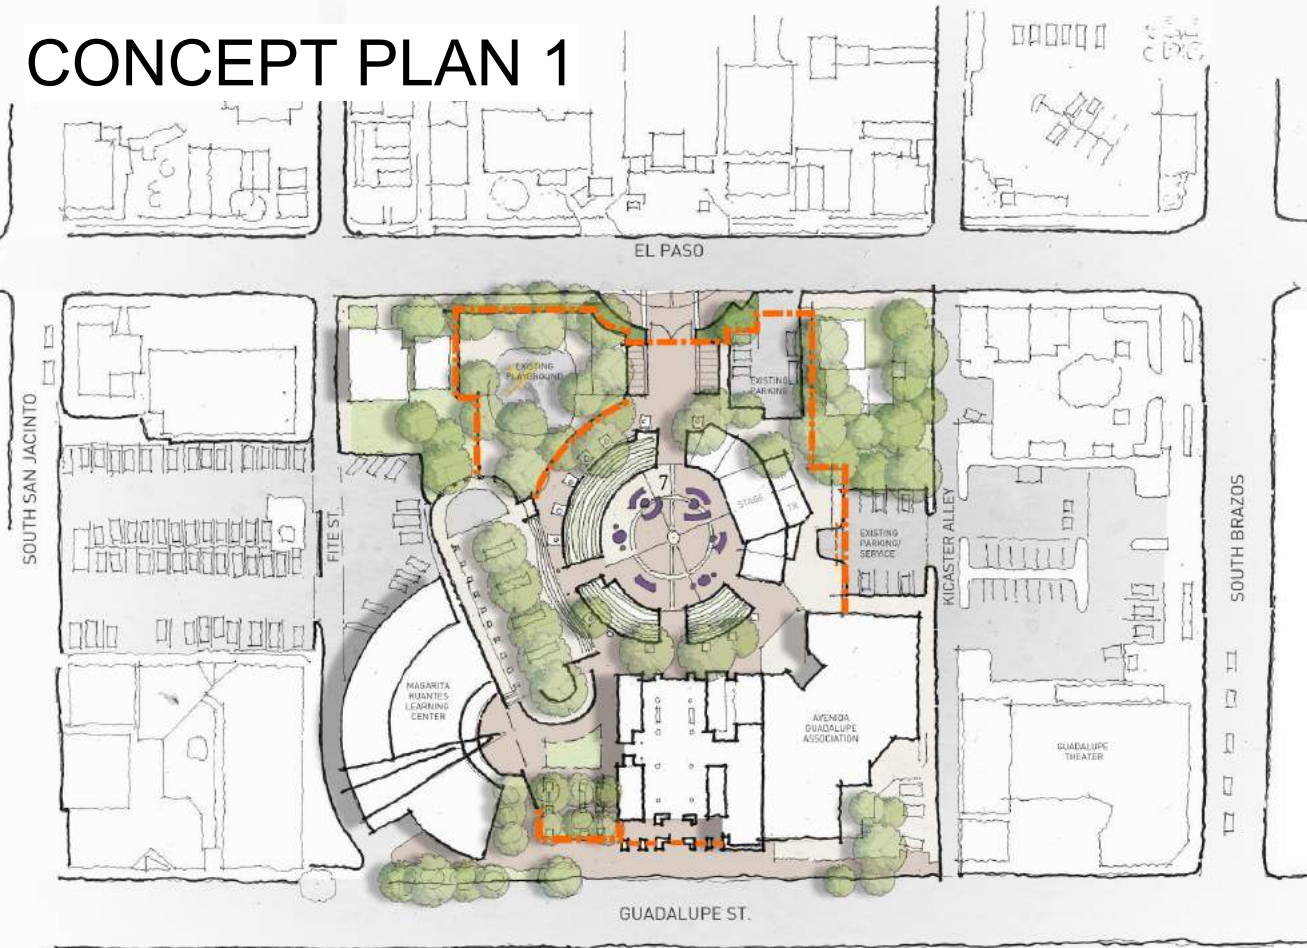 CONCEPT PLAN 1
EL PASO
EXISTING
PLAYGROUND
EXISTING
PARKING
SOUTH SAN JACINTO
FITE ST.
7
STAGE
EXISTING
PARKING/
SERVICE
KICASTER ALLEY
SOUTH BRAZOS
MAGARITA
HUANTES
LEARNING
CENTER
AVENIDA
GUADALUPE
ASSOCIATION
GUADALUPE
THEATER
GUADALUPE ST.